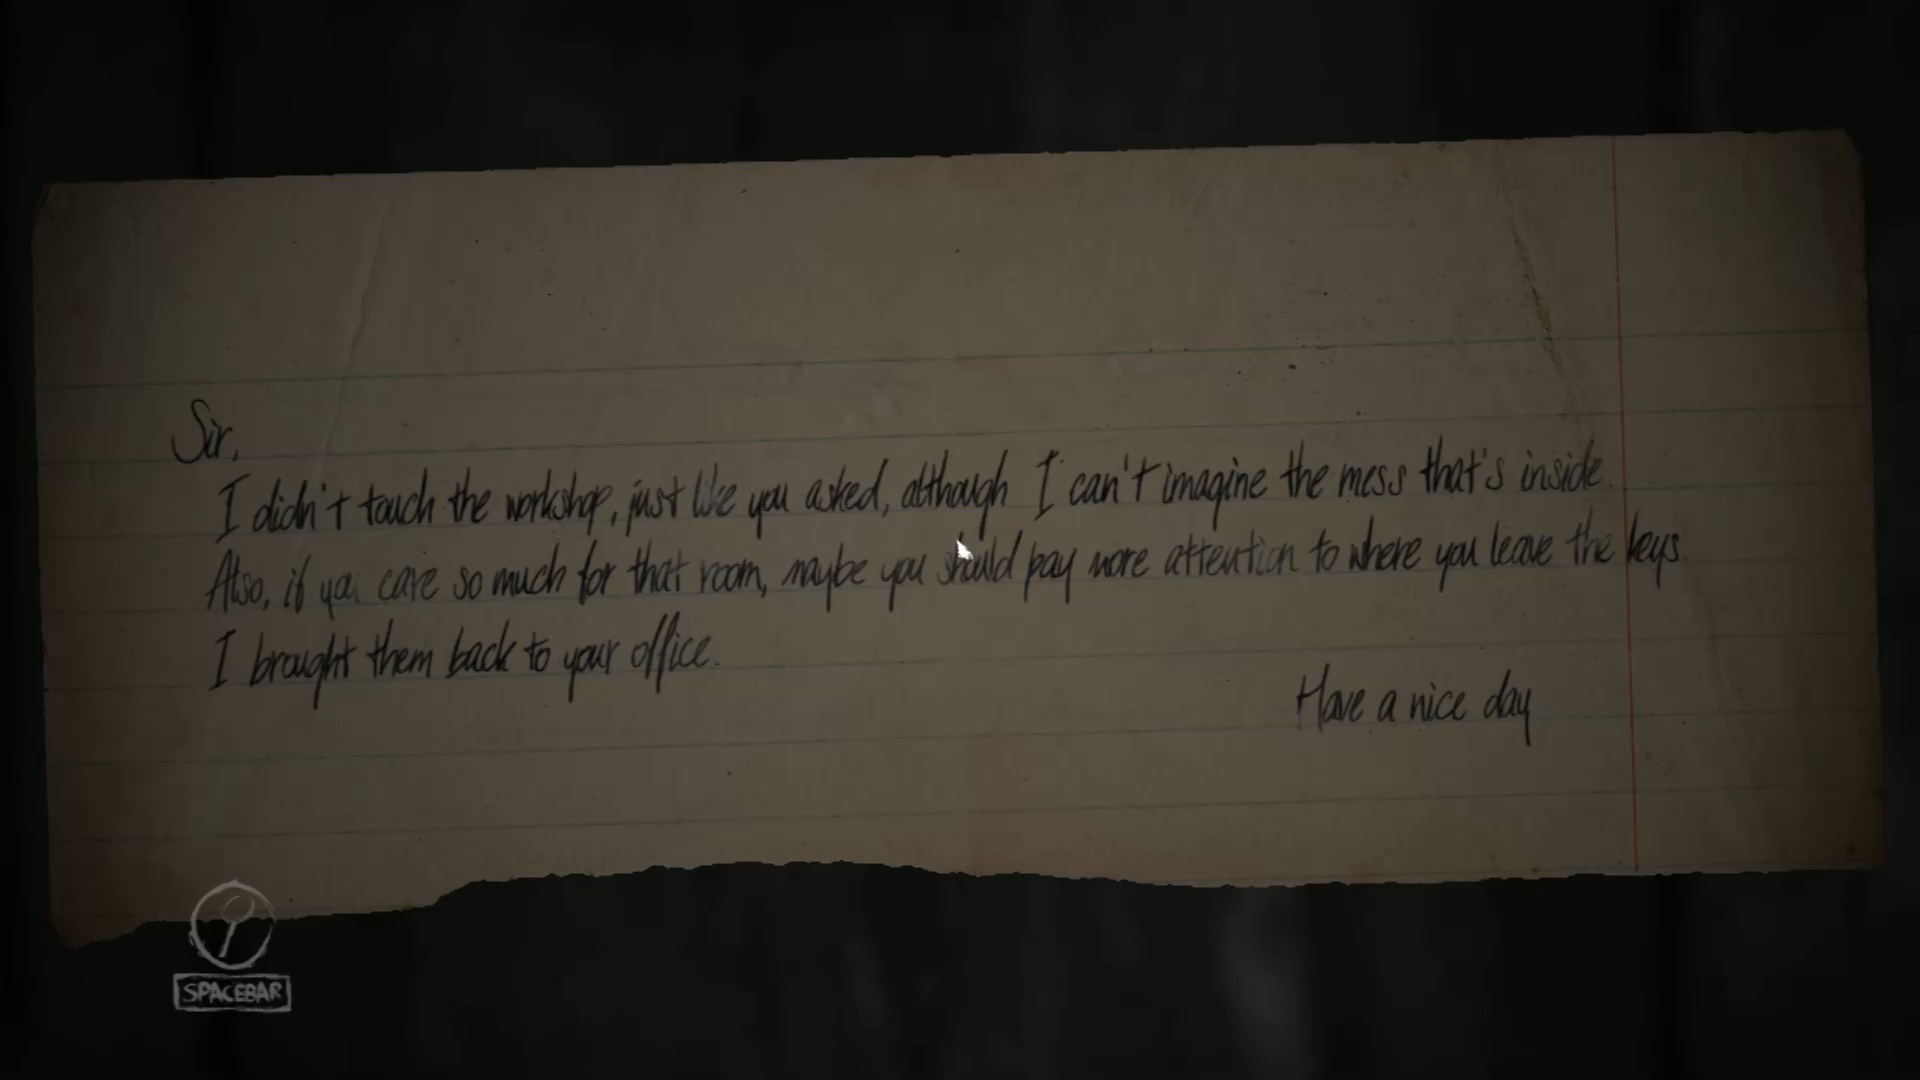 Sir,
I didn't touch the workshop, just like you asked, although I can't imagine the mess that's inside.
Also, if you care so much for that room, maybe you should pay more attention to where you leave the keys.
I brought them back to your office.
Have a nice day
SPACEBAR